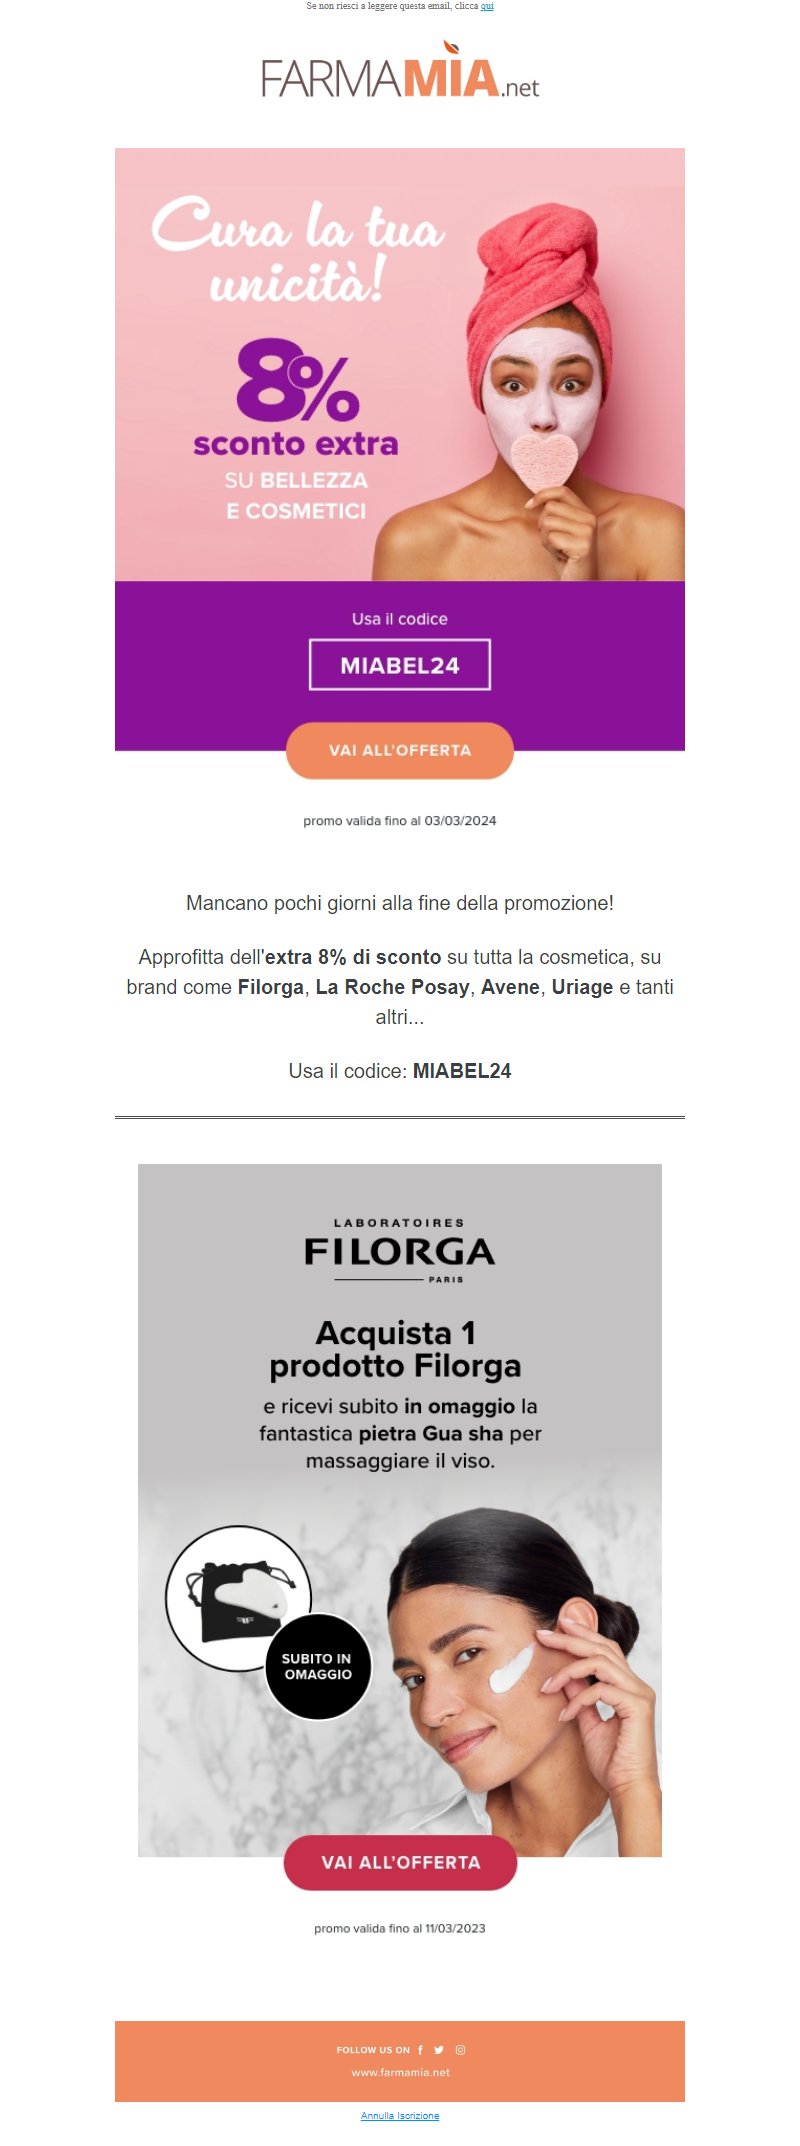 Se non riesci a leggere questa email, clicca qui
FARMAMÌA.net
Cura la tua
unicità!
8%
sconto extra
SU BELLEZZA
E COSMETICI
Usa il codice
MIABEL24
VAI ALL'OFFERTA
promo valida fino al 03/03/2024
Mancano pochi giorni alla fine della promozione!
Approfitta dell'extra 8% di sconto su tutta la cosmetica, su
brand come Filorga, La Roche Posay, Avene, Uriage e tanti
altri...
Usa il codice: MIABEL24
LABORATOIRES
FILORGA
PARIS
Acquista 1
prodotto Filorga
e ricevi subito in omaggio la
fantastica pietra Gua sha per
massaggiare il viso.
SUBITO IN
OMAGGIO
VAI ALL'OFFERTA
promo valida fino al 11/03/2023
FOLLOW US ON
www.farmamia.net
Annulla Iscrizione